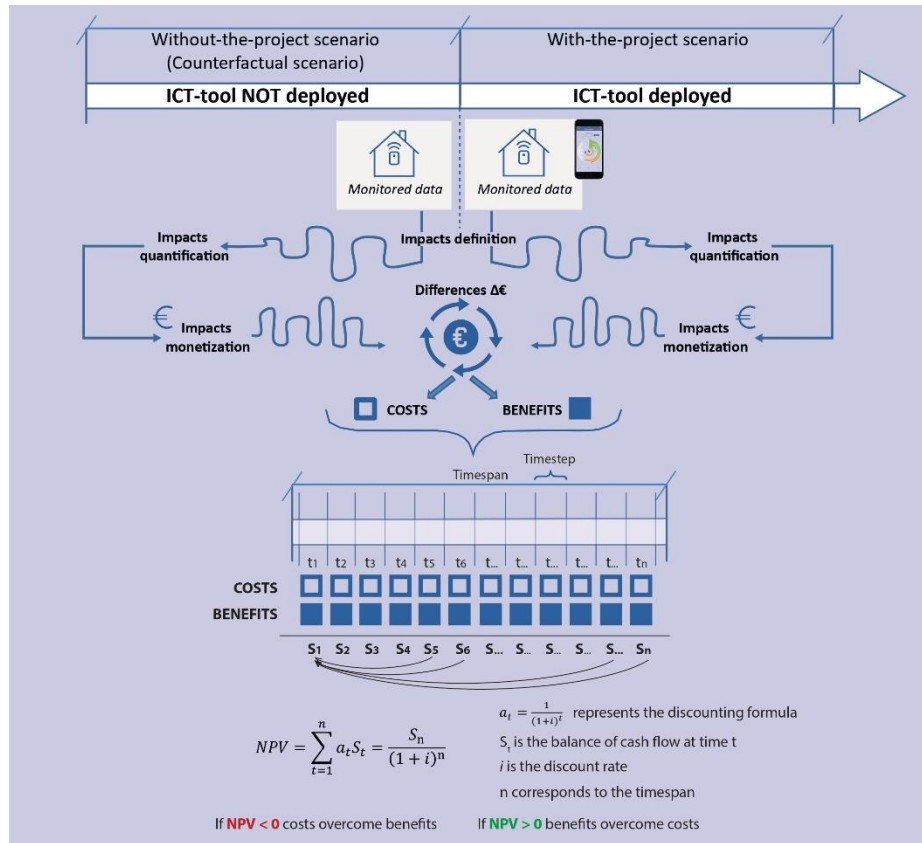 Without-the-project scenario
(Counterfactual scenario)
With-the-project scenario
ICT-tool NOT deployed
ICT-tool deployed
Monitored data
Monitored data
Impacts definition
Impacts
quantification
Impacts
quantification
Differences Δ€
€
Impacts
monetization
€
Impacts
monetization
€
COSTS
BENEFITS
Timestep
Timespan
t1 t2 t3 t4 t5 t6 t... t... t... t... t... tn
COSTS
BENEFITS
S1 S2 S3 S4 S5 S6 S... S... S... S... S... Sn
NPV = ∑_{t=1}^{n} a_t S_t = S_n / (1 + i)^n
a_t = 1 / (1+i)^t represents the discounting formula
S_t is the balance of cash flow at time t
i is the discount rate
n corresponds to the timespan
If NPV < 0 costs overcome benefits
If NPV > 0 benefits overcome costs